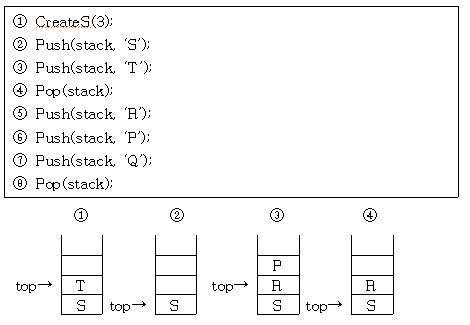 ① CreateS(3);
② Push(stack, 'S');
③ Push(stack, 'T');
④ Pop(stack);
⑤ Push(stack, 'R');
⑥ Push(stack, 'P');
⑦ Push(stack, 'Q');
⑧ Pop(stack);
① ② ③ ④
P
top→ T top→ R R
S top→ S S top→ S